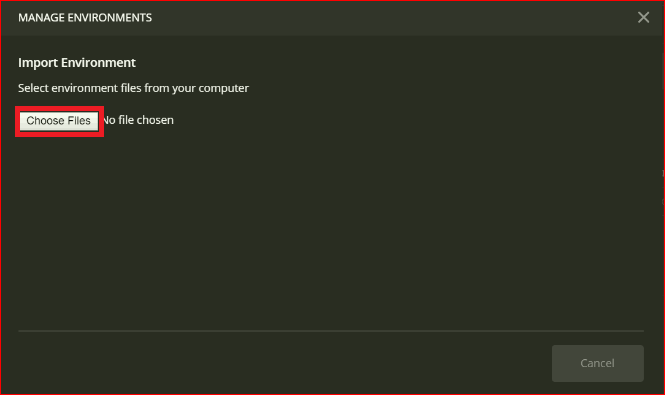 MANAGE ENVIRONMENTS
Import Environment
Select environment files from your computer
Choose Files No file chosen
Cancel